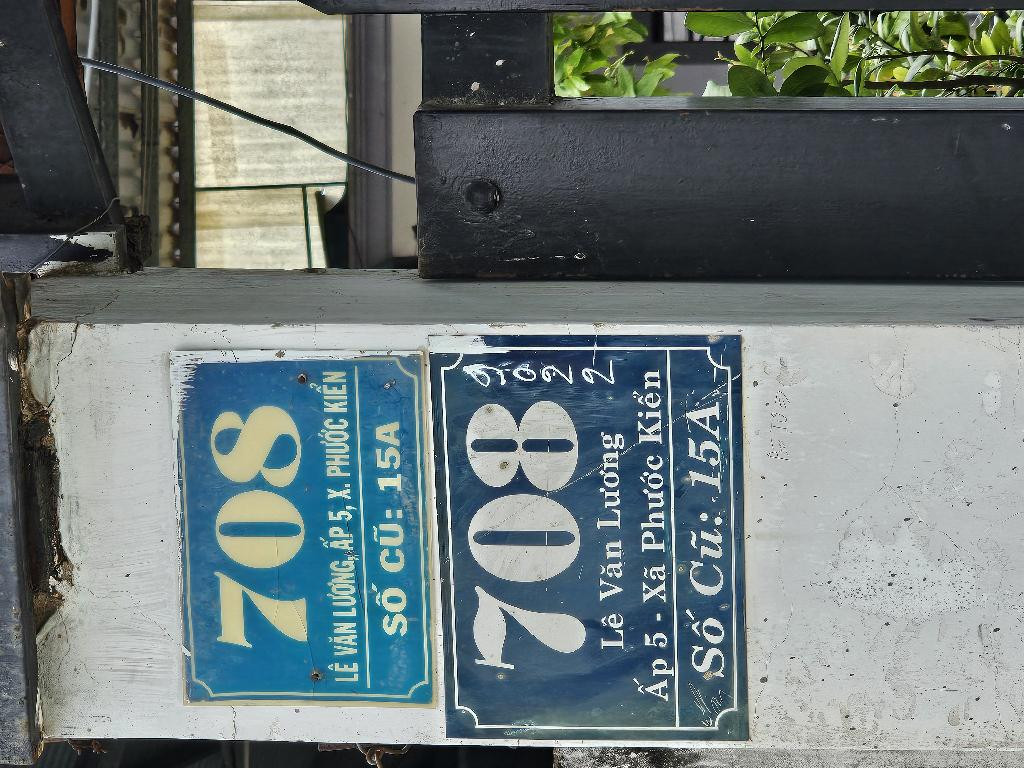 708
LÊ VĂN LƯƠNG, ẤP 5, X. PHƯỚC KIỂN
SỐ CŨ: 15A
2022
708
Lê Văn Lương
Ấp 5 - Xã Phước Kiển
Số Cũ: 15A